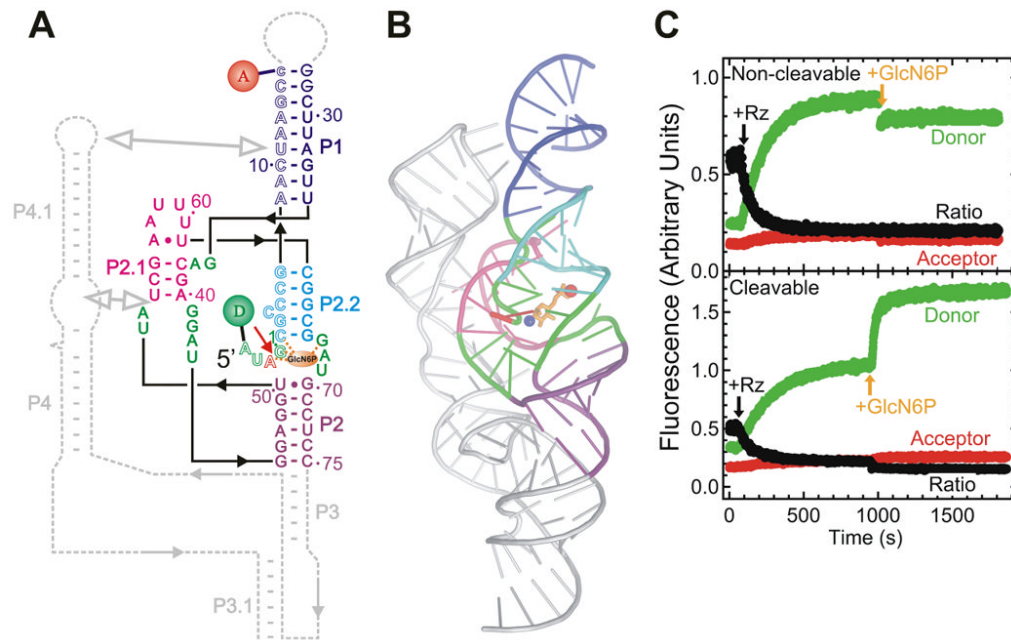 A
A
C G
C G
G C
A U
A U ·30
U A P1
10· C G
A U
A U
P4.1
U U 60
A U
A • U
P2.1
G C A G
C G
U A ·40
U G
A G
A
U
G C
C G
C C G
G C
C G
P2.2
D
5' A U A
1
G
GlcN6P
G
A
U
U • G ·70
50
G C
G C
A U
G C
G C ·75
P2
P4
P3
P3.1
B
C
Fluorescence (Arbitrary Units)
1.0
0.5
0.0
Non-cleavable
+GlcN6P
+Rz
Donor
Ratio
Acceptor
1.5
1.0
0.5
0.0
Cleavable
Donor
+Rz
+GlcN6P
Acceptor
Ratio
0 500 1000 1500
Time (s)